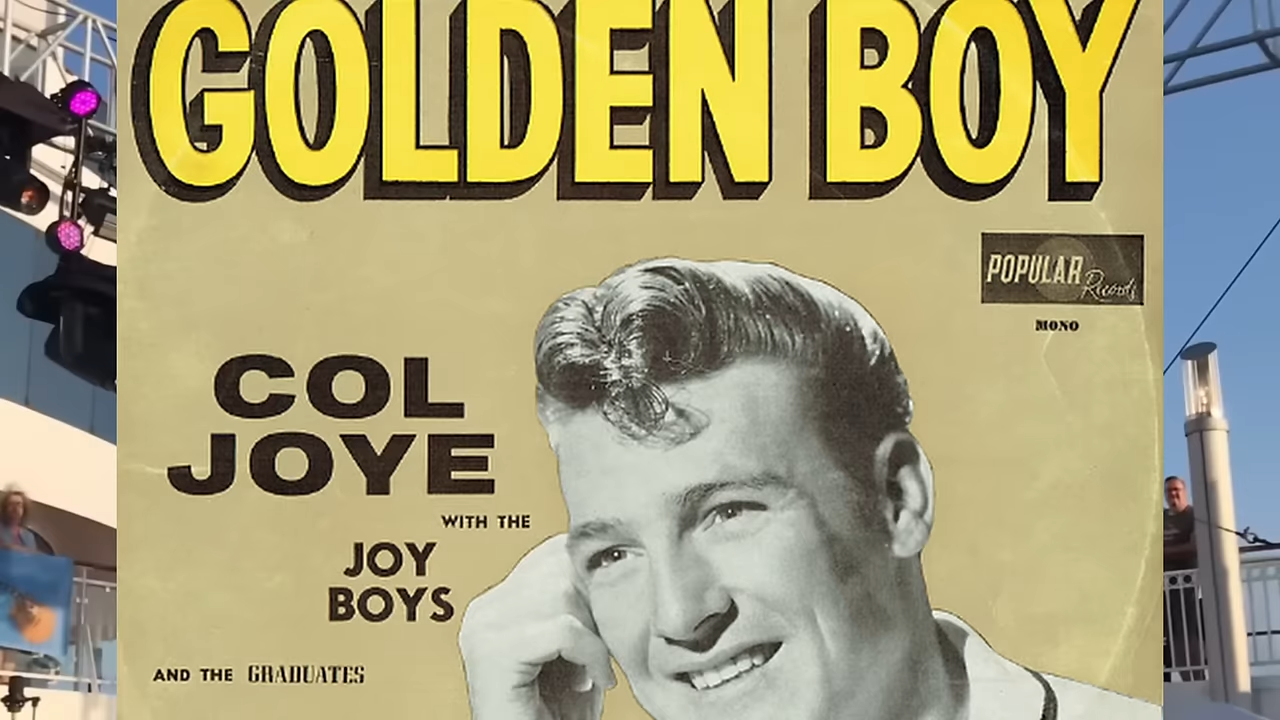 GOLDEN BOY
POPULAR
Records
MONO
COL
JOYE
WITH THE
JOY
BOYS
AND THE GRADUATES